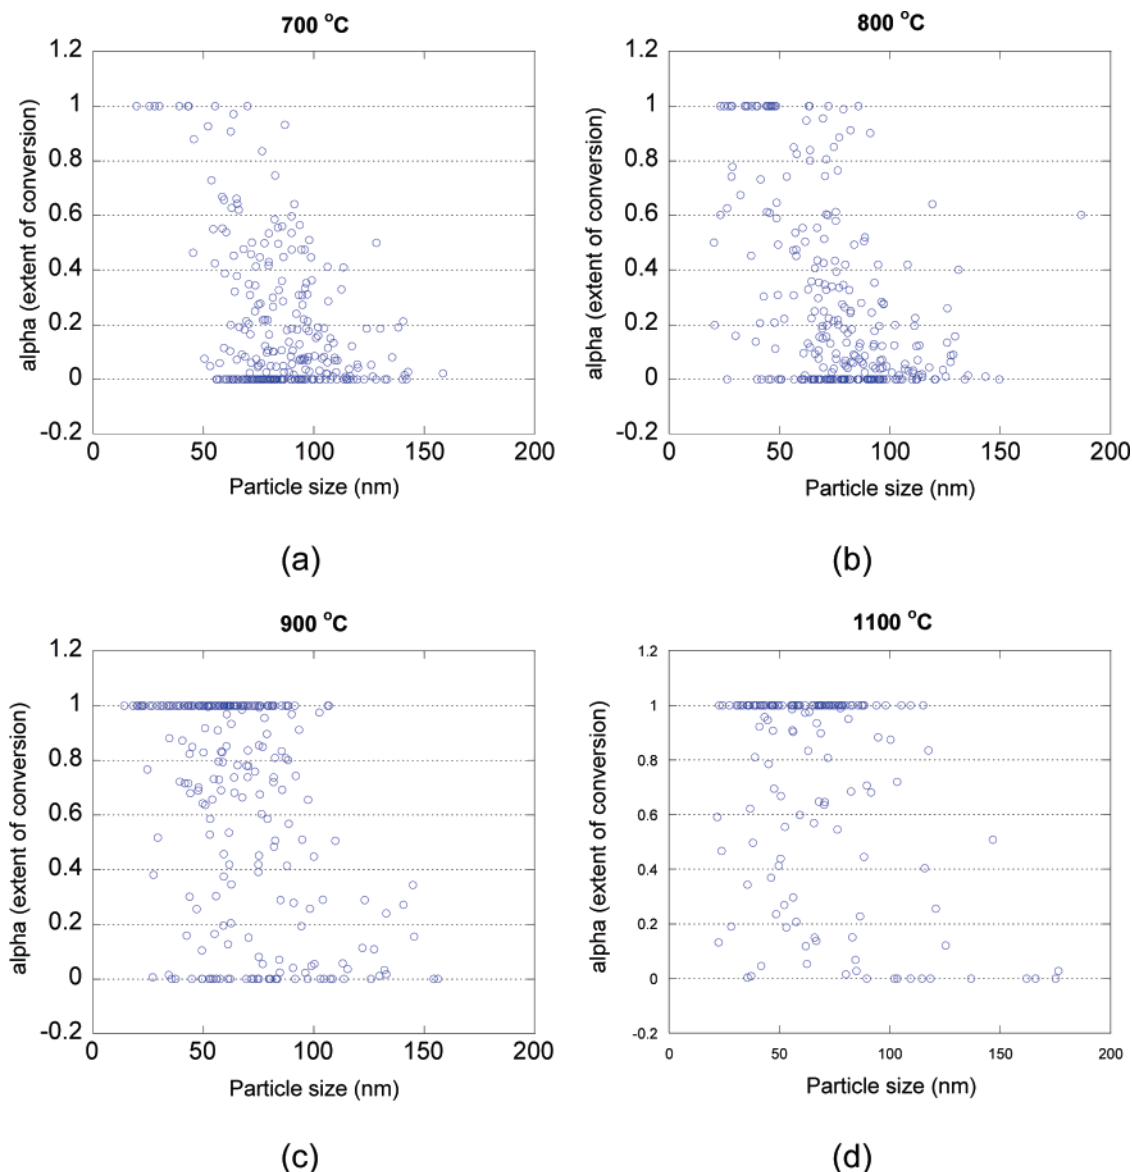 700 °C
1.2
1
0.8
0.6
0.4
0.2
0
-0.2
alpha (extent of conversion)
0 50 100 150 200
Particle size (nm)
(a)
800 °C
1.2
1
0.8
0.6
0.4
0.2
0
-0.2
alpha (extent of conversion)
0 50 100 150 200
Particle size (nm)
(b)
900 °C
1.2
1
0.8
0.6
0.4
0.2
0
-0.2
alpha (extent of conversion)
0 50 100 150 200
Particle size (nm)
(c)
1100 °C
1.2
1
0.8
0.6
0.4
0.2
0
-0.2
alpha (extent of conversion)
0 50 100 150 200
Particle size (nm)
(d)